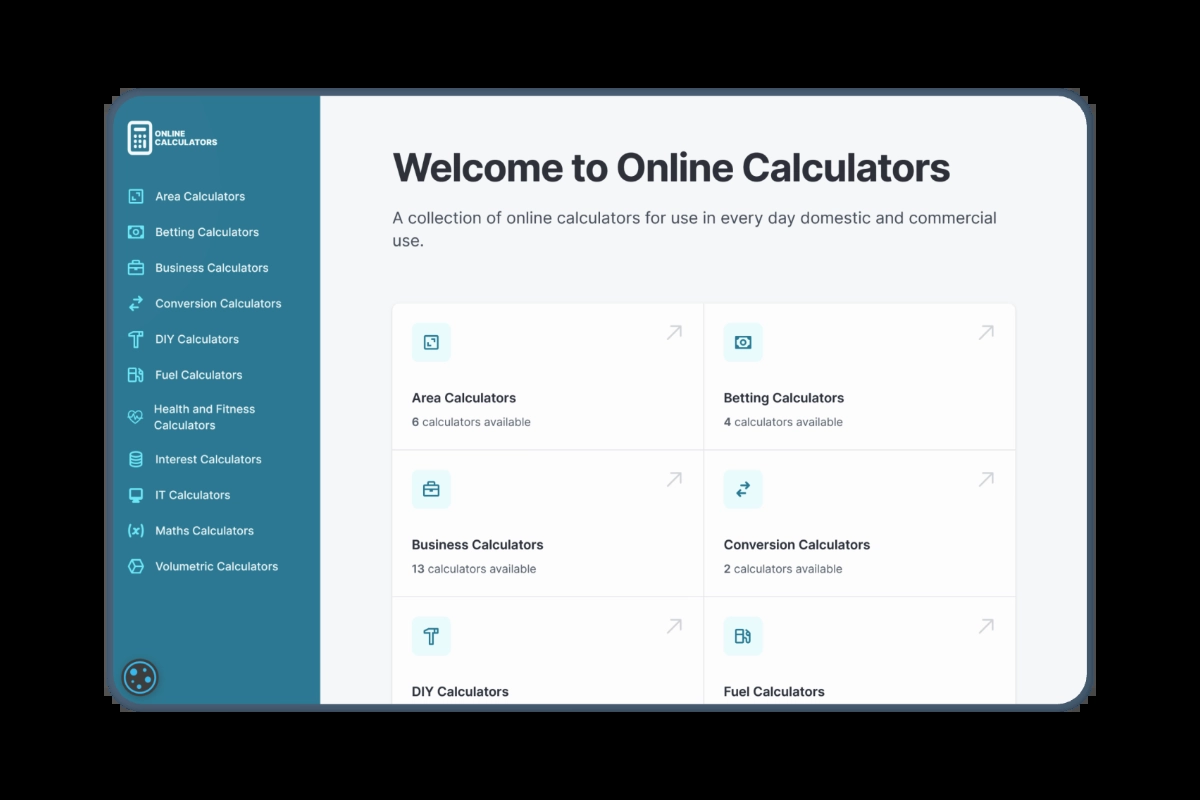 ONLINE
CALCULATORS
Area Calculators
Betting Calculators
Business Calculators
Conversion Calculators
DIY Calculators
Fuel Calculators
Health and Fitness
Calculators
Interest Calculators
IT Calculators
(x) Maths Calculators
Volumetric Calculators
Welcome to Online Calculators
A collection of online calculators for use in every day domestic and commercial
use.
Area Calculators
6 calculators available
Betting Calculators
4 calculators available
Business Calculators
13 calculators available
Conversion Calculators
2 calculators available
DIY Calculators
Fuel Calculators